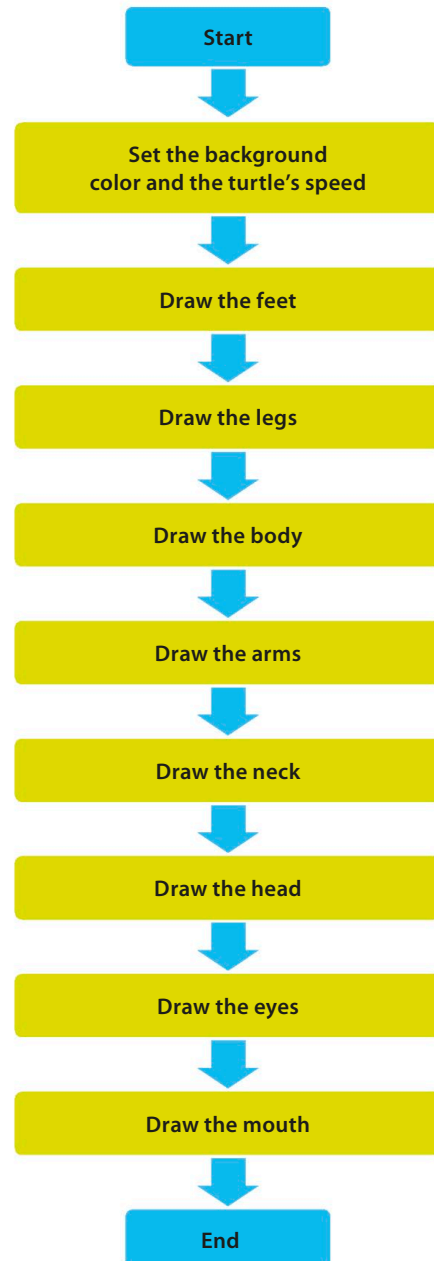 Start
Set the background
color and the turtle's speed
Draw the feet
Draw the legs
Draw the body
Draw the arms
Draw the neck
Draw the head
Draw the eyes
Draw the mouth
End